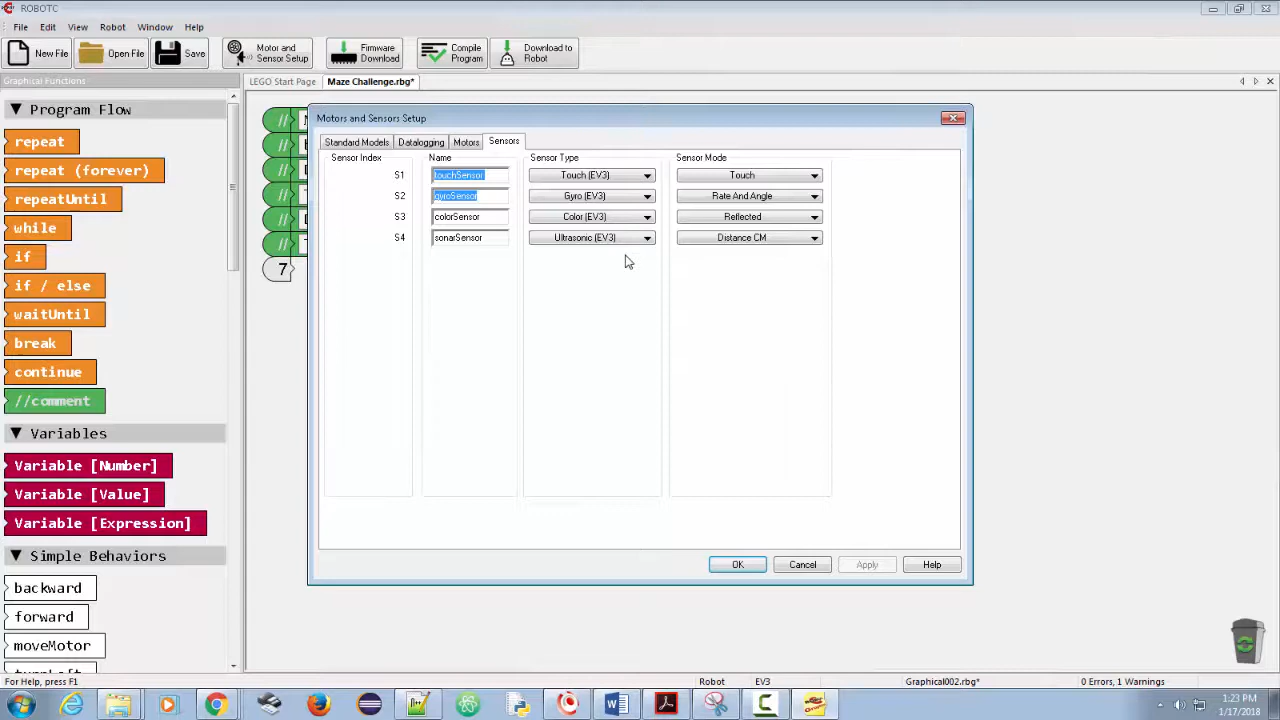 ROBOTC
File Edit View Robot Window Help
New File Open File Save Motor and Sensor Setup Firmware Download Compile Program Download to Robot
Graphical Functions LEGO Start Page Maze Challenge.rbg*
Program Flow
repeat
repeat (forever)
repeatUntil
while
if
if / else
waitUntil
break
continue
//comment
Variables
Variable [Number]
Variable [Value]
Variable [Expression]
Simple Behaviors
backward
forward
moveMotor
//
//
//
//
//
//
7
Motors and Sensors Setup
Standard Models Datalogging Motors Sensors
Sensor Index Name Sensor Type Sensor Mode
S1 touchSensor Touch (EV3) Touch
S2 gyroSensor Gyro (EV3) Rate And Angle
S3 colorSensor Color (EV3) Reflected
S4 sonarSensor Ultrasonic (EV3) Distance CM
OK Cancel Apply Help
For Help, press F1 Robot EV3 Graphical002.rbg* 0 Errors, 1 Warnings
1:23 PM
1/17/2018